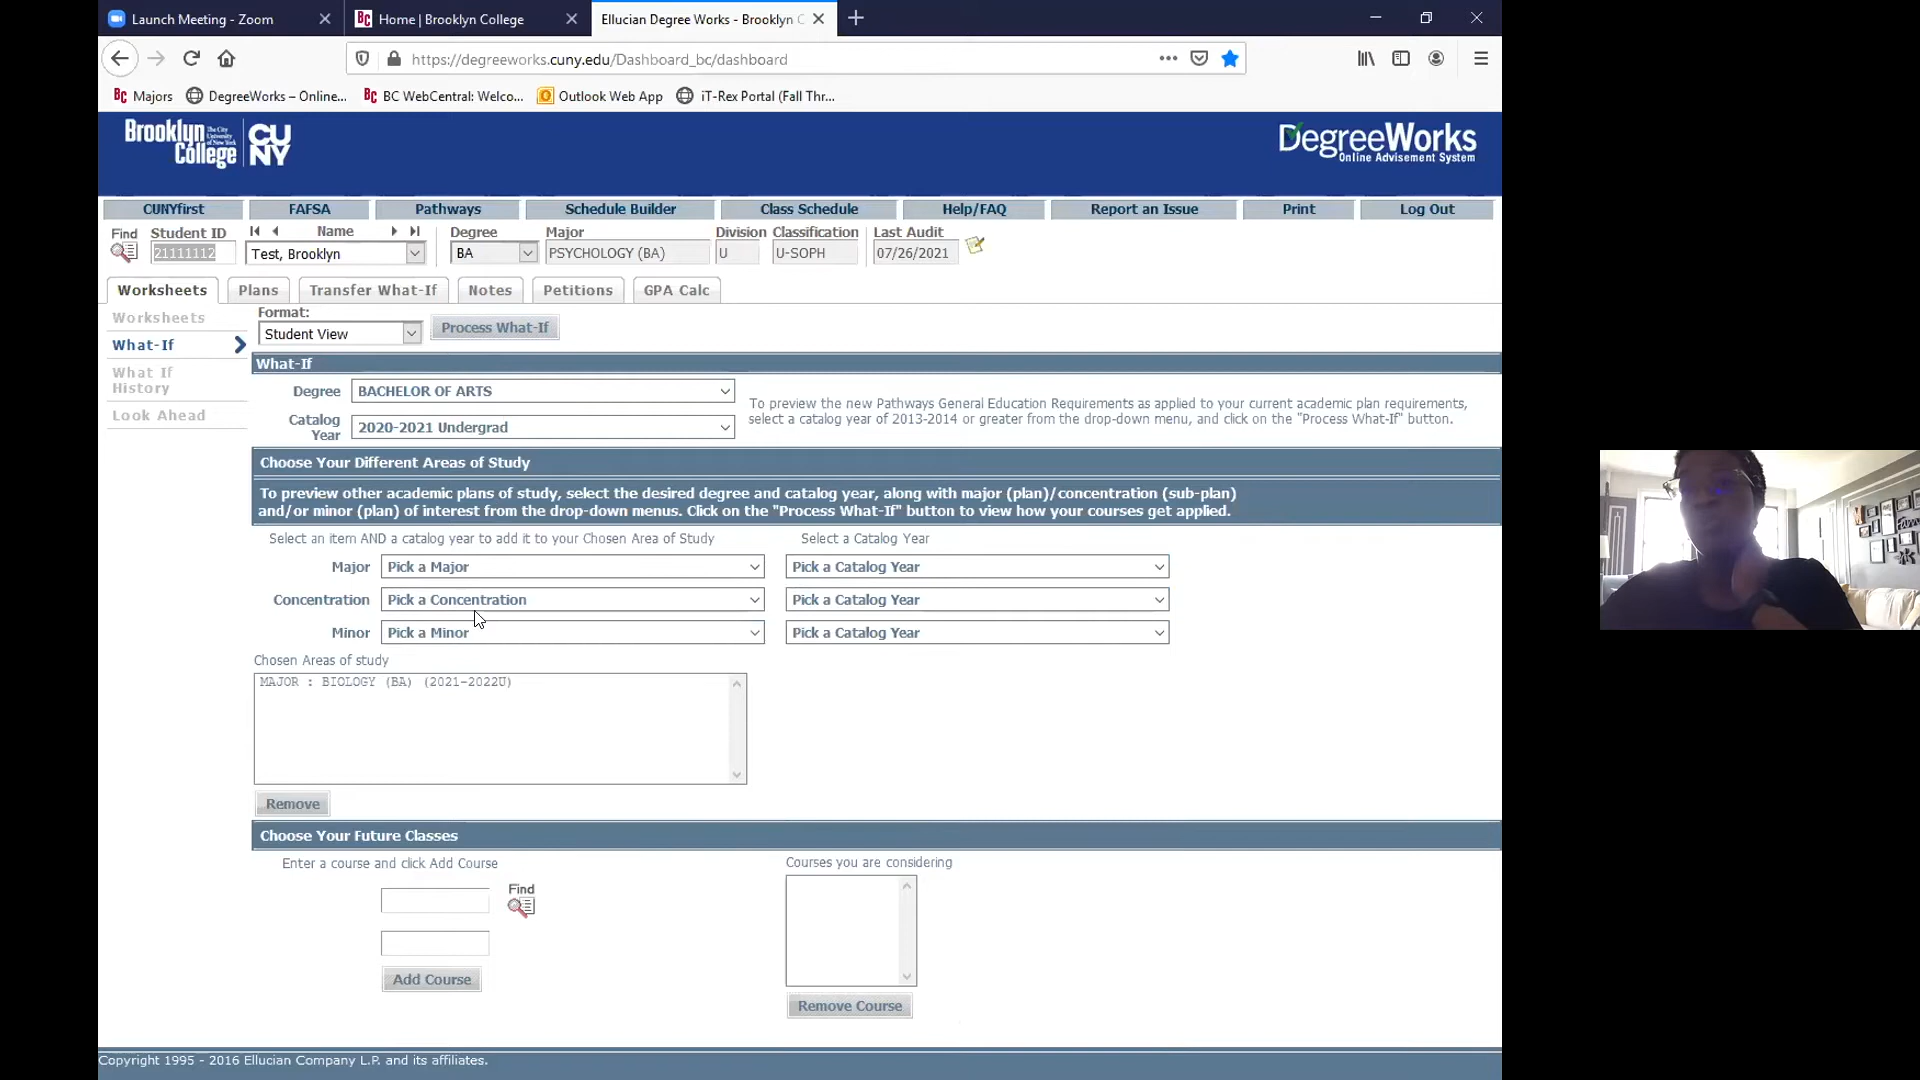 Launch Meeting - Zoom
Home | Brooklyn College
Ellucian Degree Works - Brooklyn C
https://degreeworks.cuny.edu/Dashboard_bc/dashboard
Majors
DegreeWorks – Online...
BC WebCentral: Welco...
Outlook Web App
iT-Rex Portal (Fall Thr...
Brooklyn College The City University of New York
CUNY
DegreeWorks
Online Advisement System
CUNYfirst
FAFSA
Pathways
Schedule Builder
Class Schedule
Help/FAQ
Report an Issue
Print
Log Out
Find
Student ID
Name
Degree
Major
Division
Classification
Last Audit
21111112
Test, Brooklyn
BA
PSYCHOLOGY (BA)
U
U-SOPH
07/26/2021
Worksheets
Plans
Transfer What-If
Notes
Petitions
GPA Calc
Worksheets
What-If
What If
History
Look Ahead
Format:
Student View
Process What-If
What-If
Degree
BACHELOR OF ARTS
Catalog
Year
2020-2021 Undergrad
To preview the new Pathways General Education Requirements as applied to your current academic plan requirements,
select a catalog year of 2013-2014 or greater from the drop-down menu, and click on the "Process What-If" button.
Choose Your Different Areas of Study
To preview other academic plans of study, select the desired degree and catalog year, along with major (plan)/concentration (sub-plan)
and/or minor (plan) of interest from the drop-down menus. Click on the "Process What-If" button to view how your courses get applied.
Select an item AND a catalog year to add it to your Chosen Area of Study
Select a Catalog Year
Major
Pick a Major
Pick a Catalog Year
Concentration
Pick a Concentration
Pick a Catalog Year
Minor
Pick a Minor
Pick a Catalog Year
Chosen Areas of study
MAJOR : BIOLOGY (BA) (2021-2022U)
Remove
Choose Your Future Classes
Enter a course and click Add Course
Courses you are considering
Find
Add Course
Remove Course
Copyright 1995 - 2016 Ellucian Company L.P. and its affiliates.